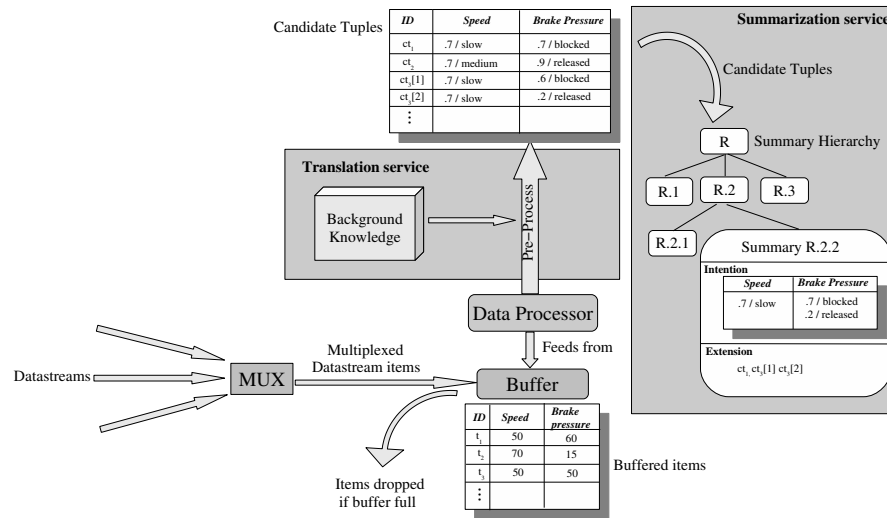 Candidate Tuples
ID Speed Brake Pressure
ct1 .7 / slow .7 / blocked
ct2 .7 / medium .9 / released
ct3[1] .7 / slow .6 / blocked
ct3[2] .7 / slow .2 / released
⋮
Translation service
Background
Knowledge
Pre-Process
Data Processor
Feeds from
Datastreams
MUX
Multiplexed
Datastream items
Buffer
Items dropped
if buffer full
ID Speed Brake
pressure
t1 50 60
t2 70 15
t3 50 50
⋮
Buffered items
Summarization service
Candidate Tuples
R
Summary Hierarchy
R.1 R.2 R.3
R.2.1
Summary R.2.2
Intention
Speed Brake Pressure
.7 / slow .7 / blocked
.2 / released
Extension
ct1, ct3[1] ct3[2]